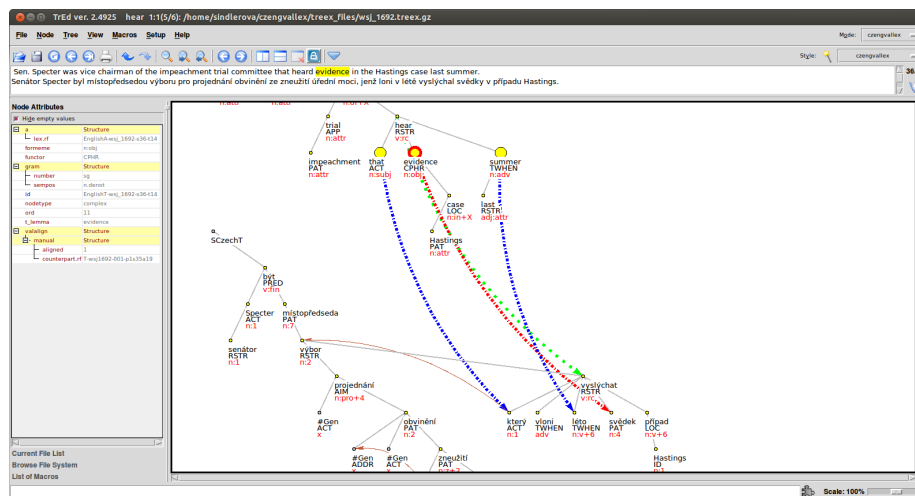 TrEd ver. 2.4925 hear 1:1(5/6): /home/sindlerova/czengvallex/treex_files/wsj_1692.treex.gz
File Node Tree View Macros Setup Help
Mode: czengvallex
Style: czengvallex
Sen. Specter was vice chairman of the impeachment trial committee that heard evidence in the Hastings case last summer.
Senátor Specter byl místopředsedou výboru pro projednání obvinění ze zneužití úřední moci, jenž loni v létě vyslýchal svědky v případu Hastings.
36
Node Attributes
Hide empty values
a Structure
lex.rf EnglishA-wsj_1692-s36-t14
formeme n:obj
functor CPHR
gram Structure
number sg
sempos n.denot
id EnglishT-wsj_1692-s36-t14
nodetype complex
ord 11
t_lemma evidence
valalign Structure
manual Structure
aligned 1
counterpart.rf T-wsj1692-001-p1s35a19
Current File List
Browse File System
List of Macros
n:attr n:attr n:of+X
trial
APP
n:attr
hear
RSTR
v:rc
impeachment
PAT
n:attr
that
ACT
n:subj
evidence
CPHR
n:obj
summer
TWHEN
n:adv
case
LOC
n:in+X
last
RSTR
adj:attr
Hastings
PAT
n:attr
SCzechT
být
PRED
v:fin
Specter
ACT
n:1
místopředseda
PAT
n:7
senátor
RSTR
n:1
výbor
RSTR
n:2
projednání
AIM
n:pro+4
vyslýchat
RSTR
v:rc
#Gen
ACT
x
obvinění
PAT
n:2
který
ACT
n:1
vloni
TWHEN
adv
léto
TWHEN
n:v+6
svědek
PAT
n:4
případ
LOC
n:v+6
#Gen
ADDR
x
#Gen
ACT
x
zneužití
PAT
n:z+2
Hastings
ID
n:1
Scale: 100%